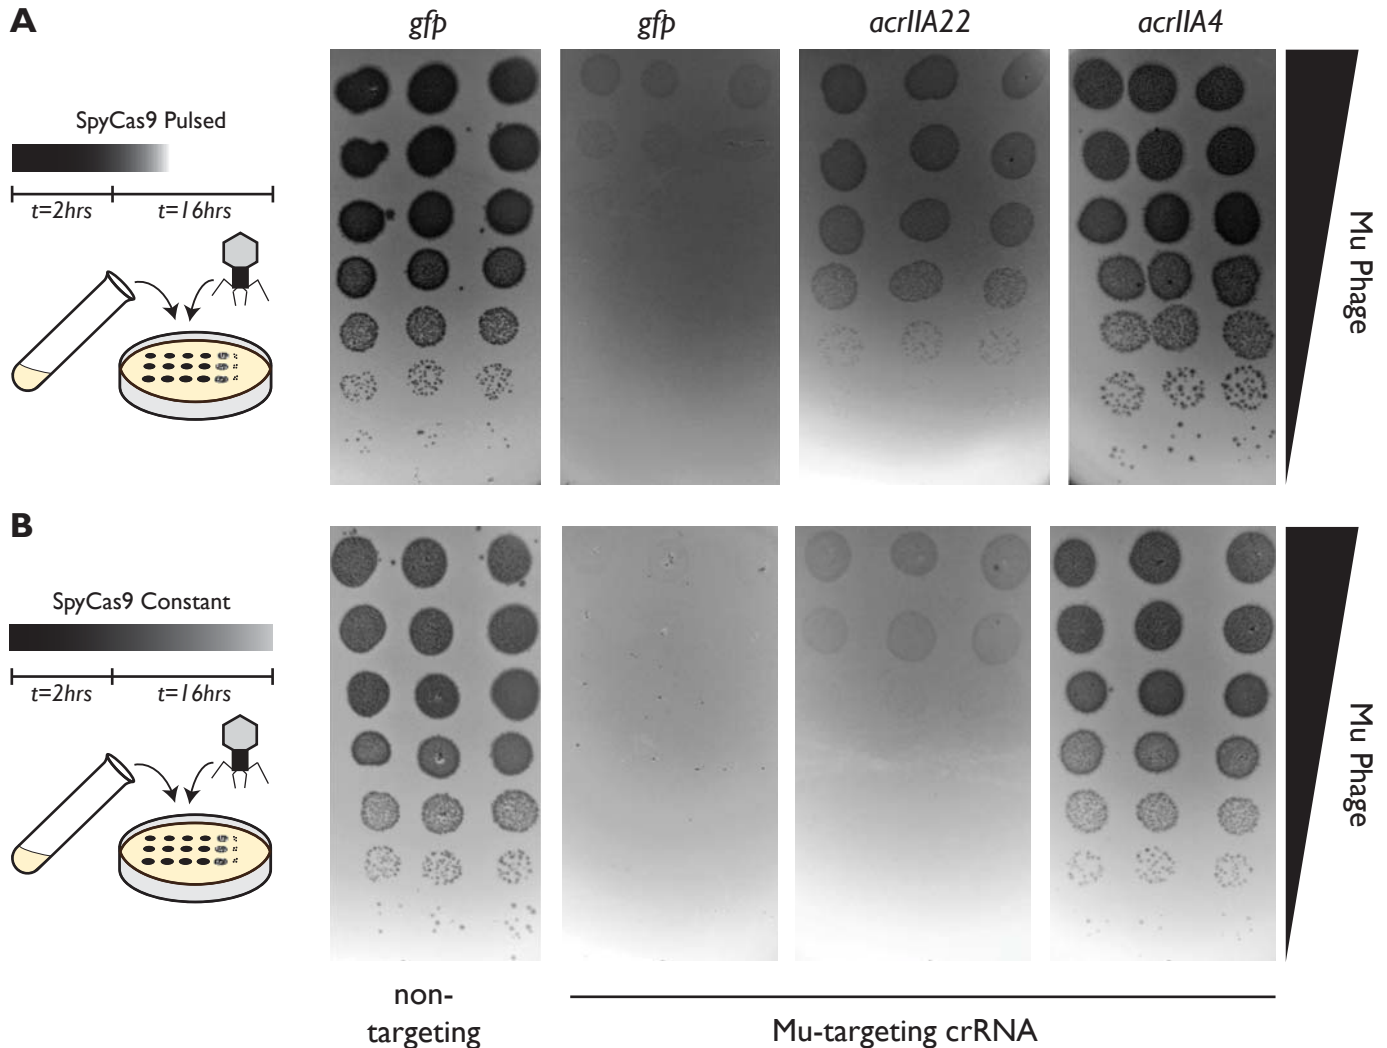 A
gfp
gfp
acrIIA22
acrIIA4
SpyCas9 Pulsed
t=2hrs
t=16hrs
Mu Phage
B
SpyCas9 Constant
t=2hrs
t=16hrs
Mu Phage
non-
targeting
Mu-targeting crRNA